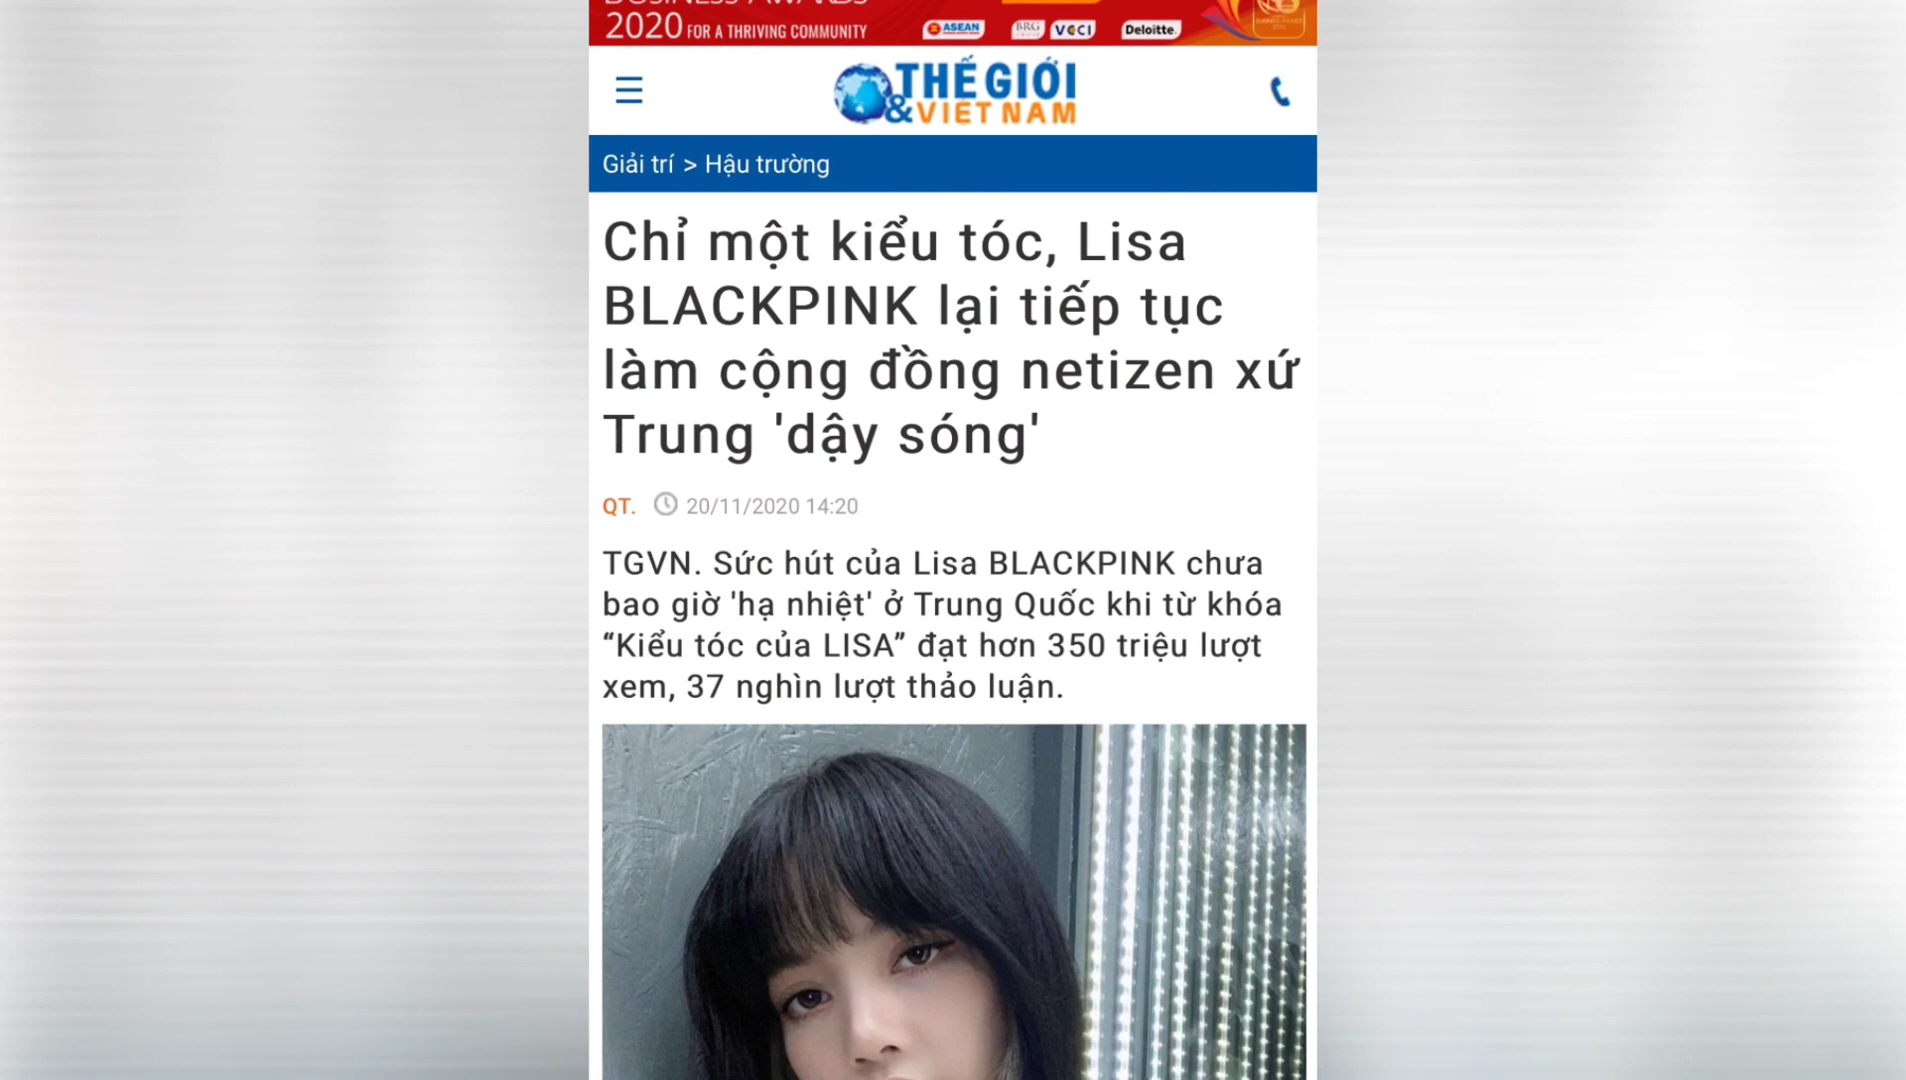 BUSINESS AWARDS
2020 FOR A THRIVING COMMUNITY
ASEAN
BRG
VCCI
Deloitte.
THẾ GIỚI
&VIỆT NAM
Giải trí > Hậu trường
Chỉ một kiểu tóc, Lisa
BLACKPINK lại tiếp tục
làm cộng đồng netizen xứ
Trung 'dậy sóng'
QT. 20/11/2020 14:20
TGVN. Sức hút của Lisa BLACKPINK chưa
bao giờ 'hạ nhiệt' ở Trung Quốc khi từ khóa
“Kiểu tóc của LISA” đạt hơn 350 triệu lượt
xem, 37 nghìn lượt thảo luận.